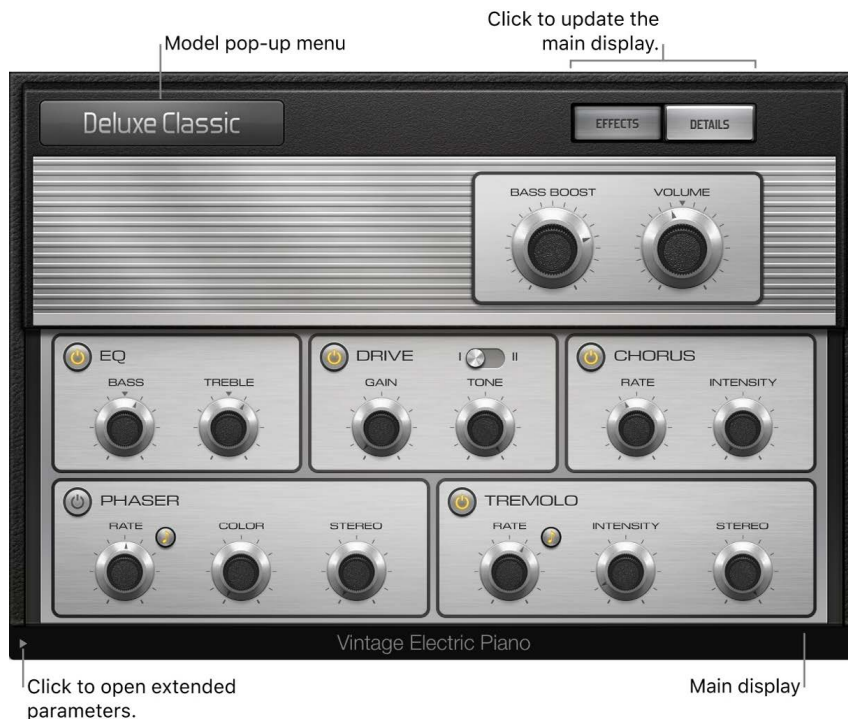 Click to update the
main display.
Model pop-up menu
Deluxe Classic
EFFECTS DETAILS
BASS BOOST VOLUME
EQ
BASS TREBLE
DRIVE I II
GAIN TONE
CHORUS
RATE INTENSITY
PHASER
RATE COLOR STEREO
TREMOLO
RATE INTENSITY STEREO
Vintage Electric Piano
Click to open extended
parameters.
Main display